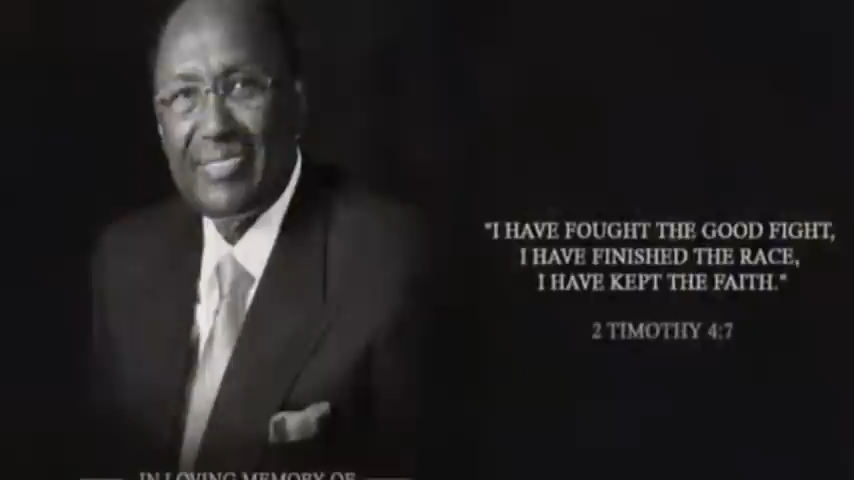 "I HAVE FOUGHT THE GOOD FIGHT,
I HAVE FINISHED THE RACE,
I HAVE KEPT THE FAITH."
2 TIMOTHY 4:7
IN LOVING MEMORY OF